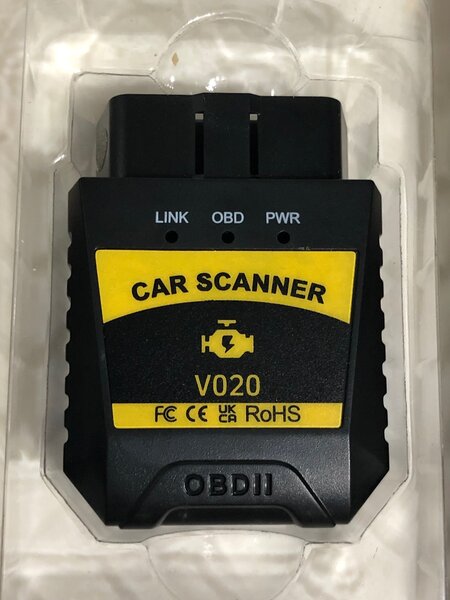 LINK OBD PWR
CAR SCANNER
V020
FC CE UK CA RoHS
OBDII